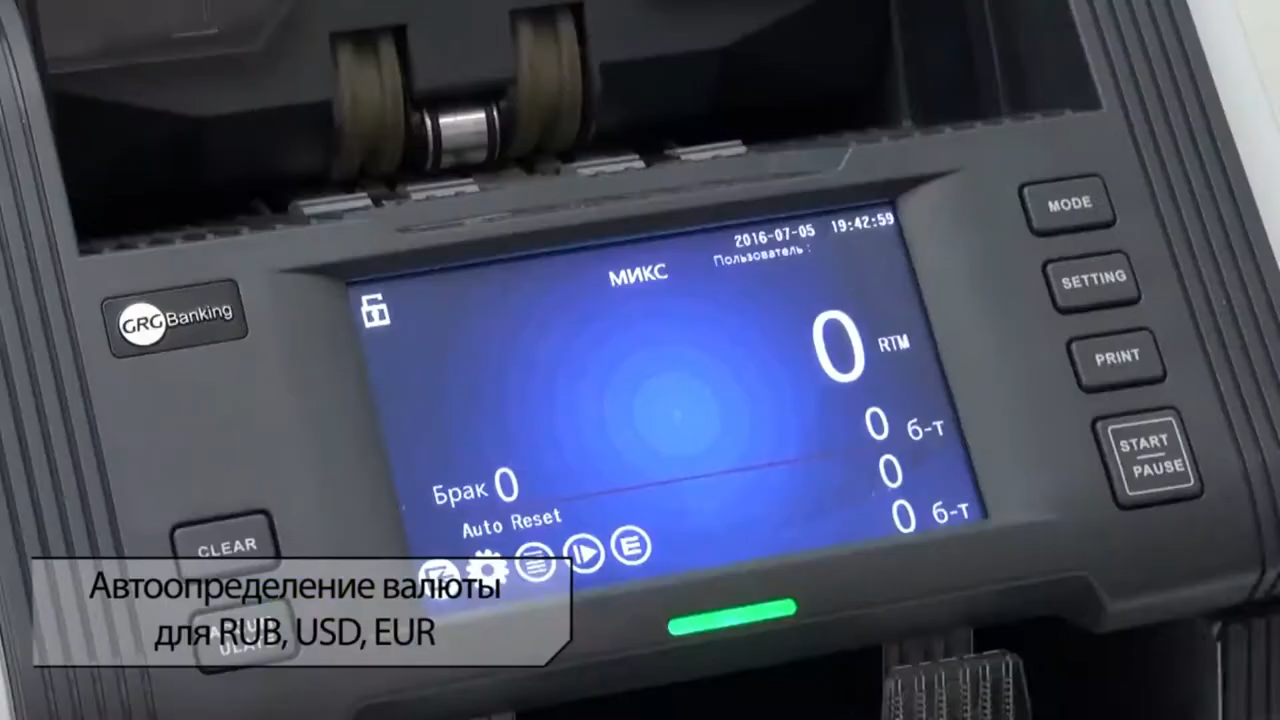 MODE
2016-07-05 19:42:59
Пользователь :
МИКС
SETTING
GRG Banking
0 RTM
PRINT
0 б-т
START
PAUSE
Брак 0
0
Auto Reset
0 б-т
CLEAR
Автоопределение валюты
для RUB, USD, EUR